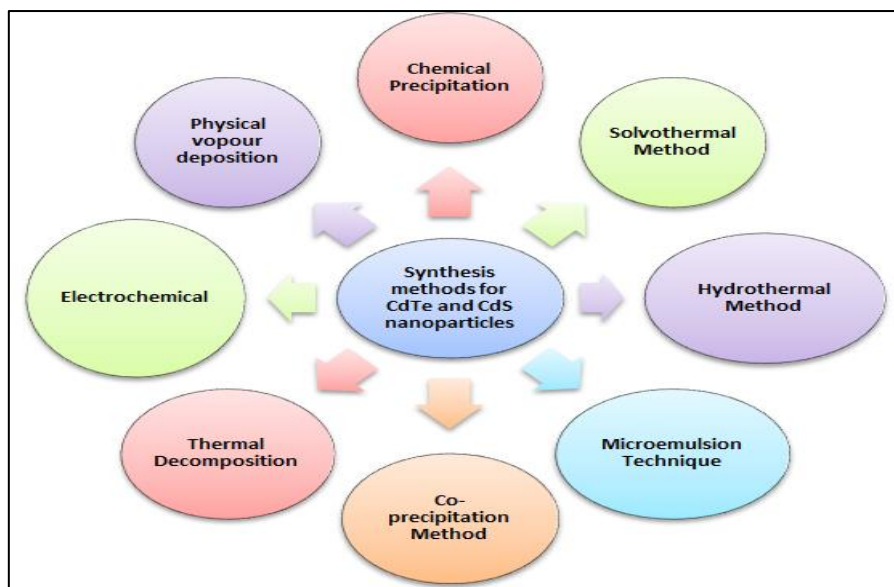 Chemical
Precipitation
Physical
vopour
deposition
Solvothermal
Method
Electrochemical
Synthesis
methods for
CdTe and CdS
nanoparticles
Hydrothermal
Method
Thermal
Decomposition
Microemulsion
Technique
Co-
precipitation
Method